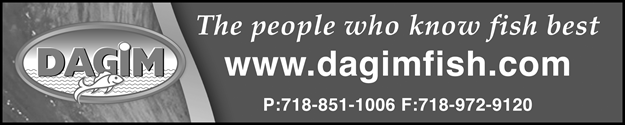 DAGIM
The people who know fish best
www.dagimfish.com
P:718-851-1006 F:718-972-9120